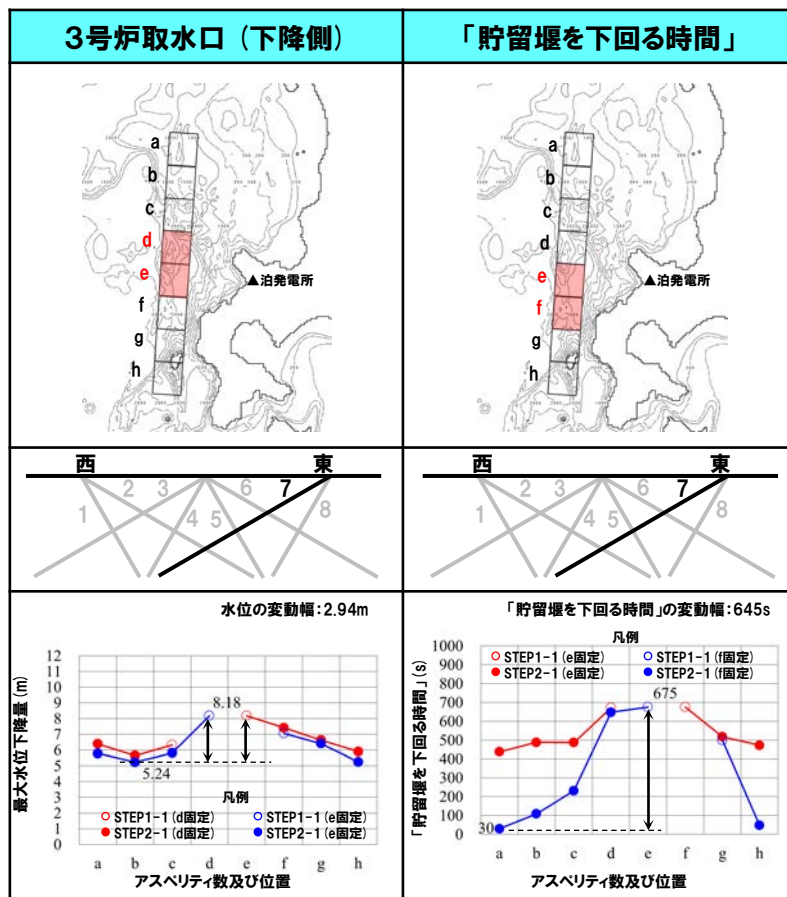 3号炉取水口（下降側）
「貯留堰を下回る時間」
a
b
c
d
e
f
g
h
▲泊発電所
a
b
c
d
e
f
g
h
▲泊発電所
西 東
1 2 3 4 5 6 7 8
西 東
1 2 3 4 5 6 7 8
水位の変動幅：2.94m
最大水位下降量(m)
12
11
10
9
8
7
6
5
4
3
2
1
0
8.18
5.24
凡例
STEP1-1(d固定) STEP1-1(e固定)
STEP2-1(d固定) STEP2-1(e固定)
a b c d e f g h
アスペリティ数及び位置
「貯留堰を下回る時間」の変動幅：645s
凡例
STEP1-1(e固定) STEP1-1(f固定)
STEP2-1(e固定) STEP2-1(f固定)
「貯留堰を下回る時間」(s)
1000
900
800
700
600
500
400
300
200
100
0
675
30
a b c d e f g h
アスペリティ数及び位置